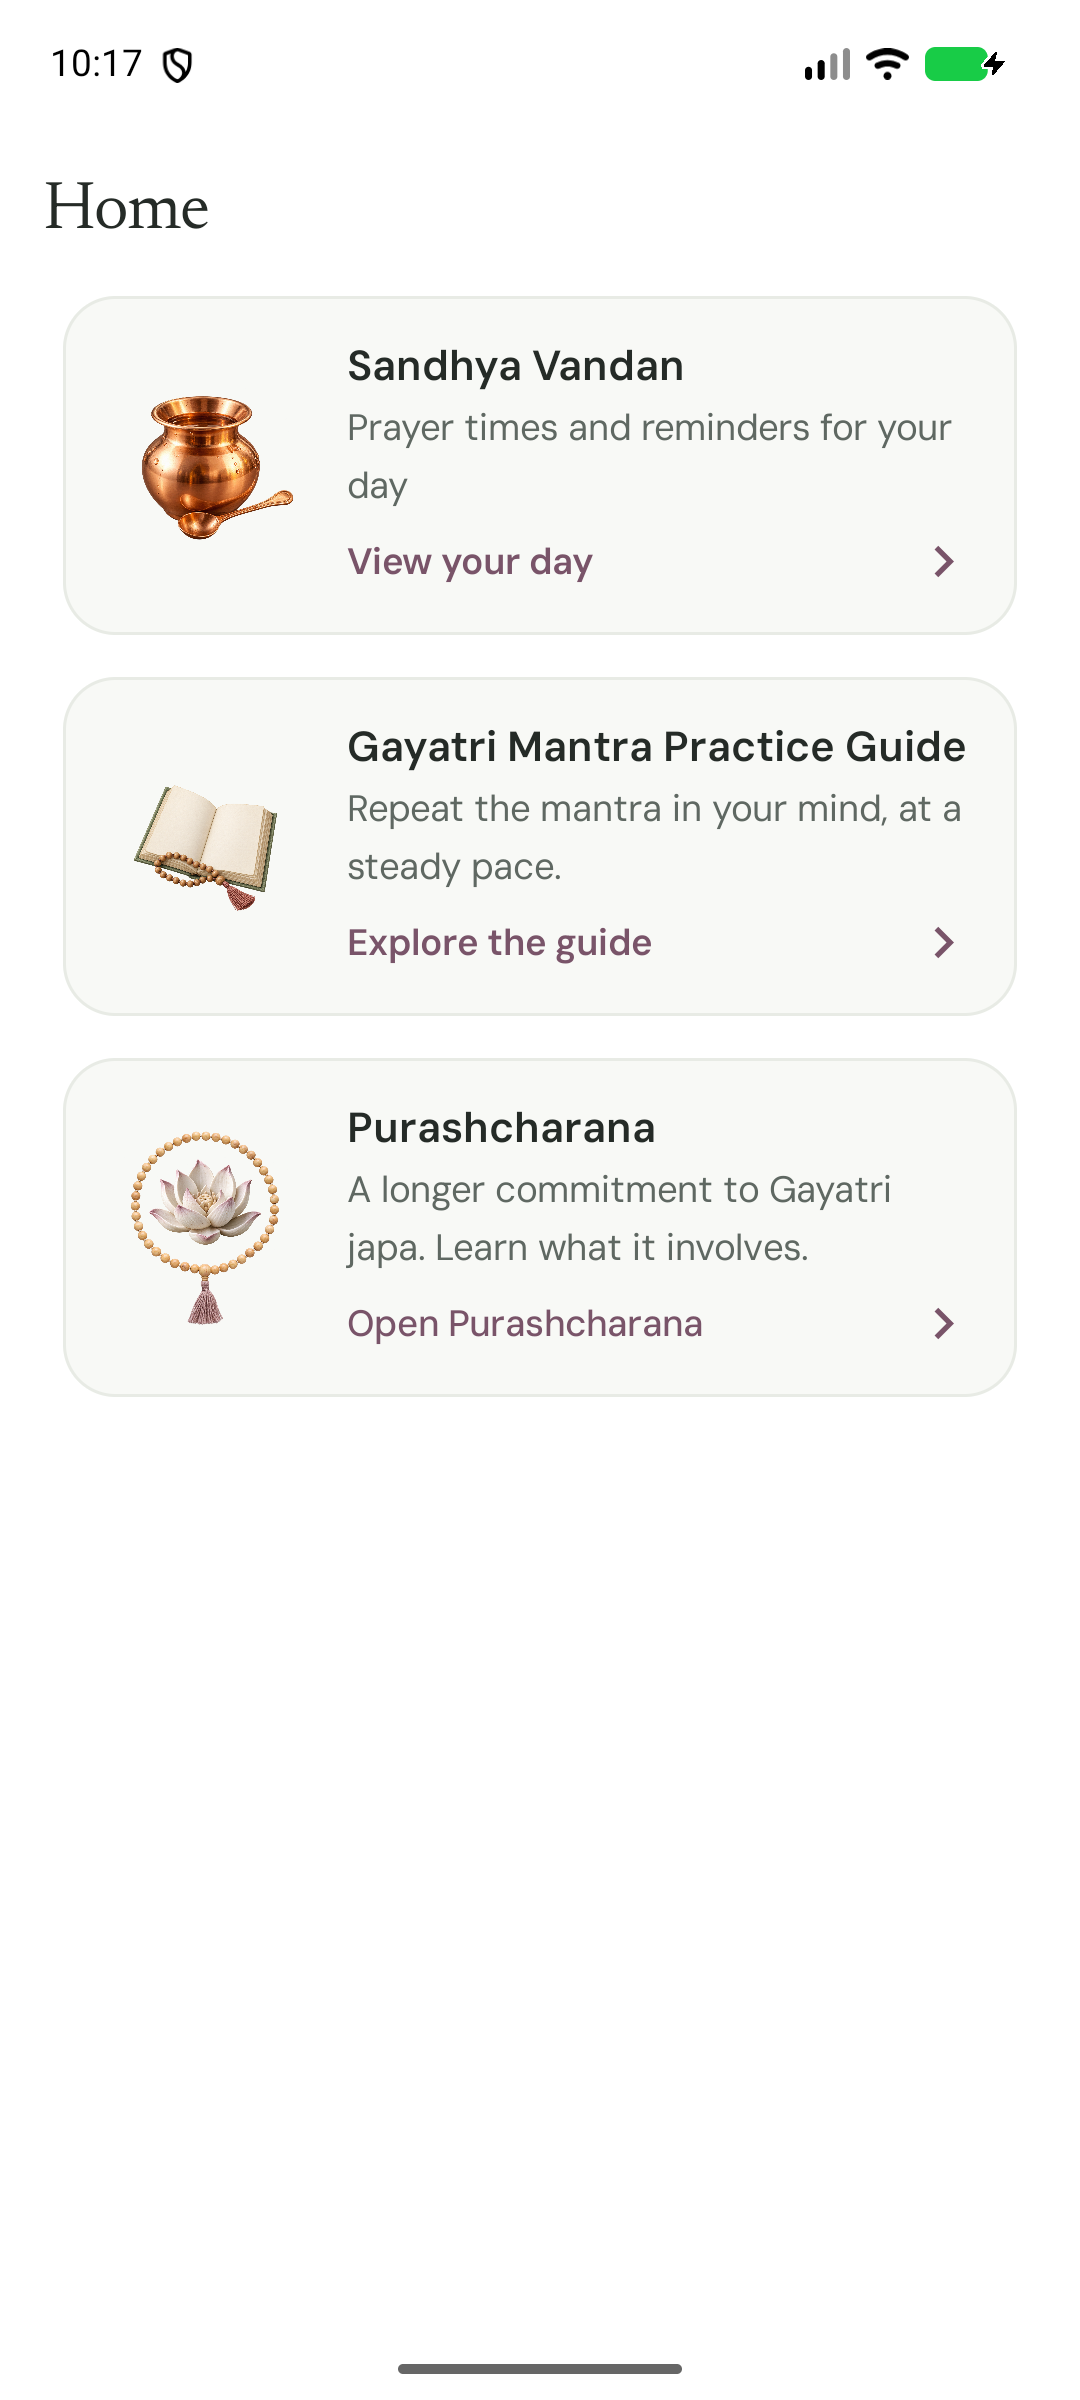 10:17
Home
Sandhya Vandan
Prayer times and reminders for your
day
View your day
Gayatri Mantra Practice Guide
Repeat the mantra in your mind, at a
steady pace.
Explore the guide
Purashcharana
A longer commitment to Gayatri
japa. Learn what it involves.
Open Purashcharana